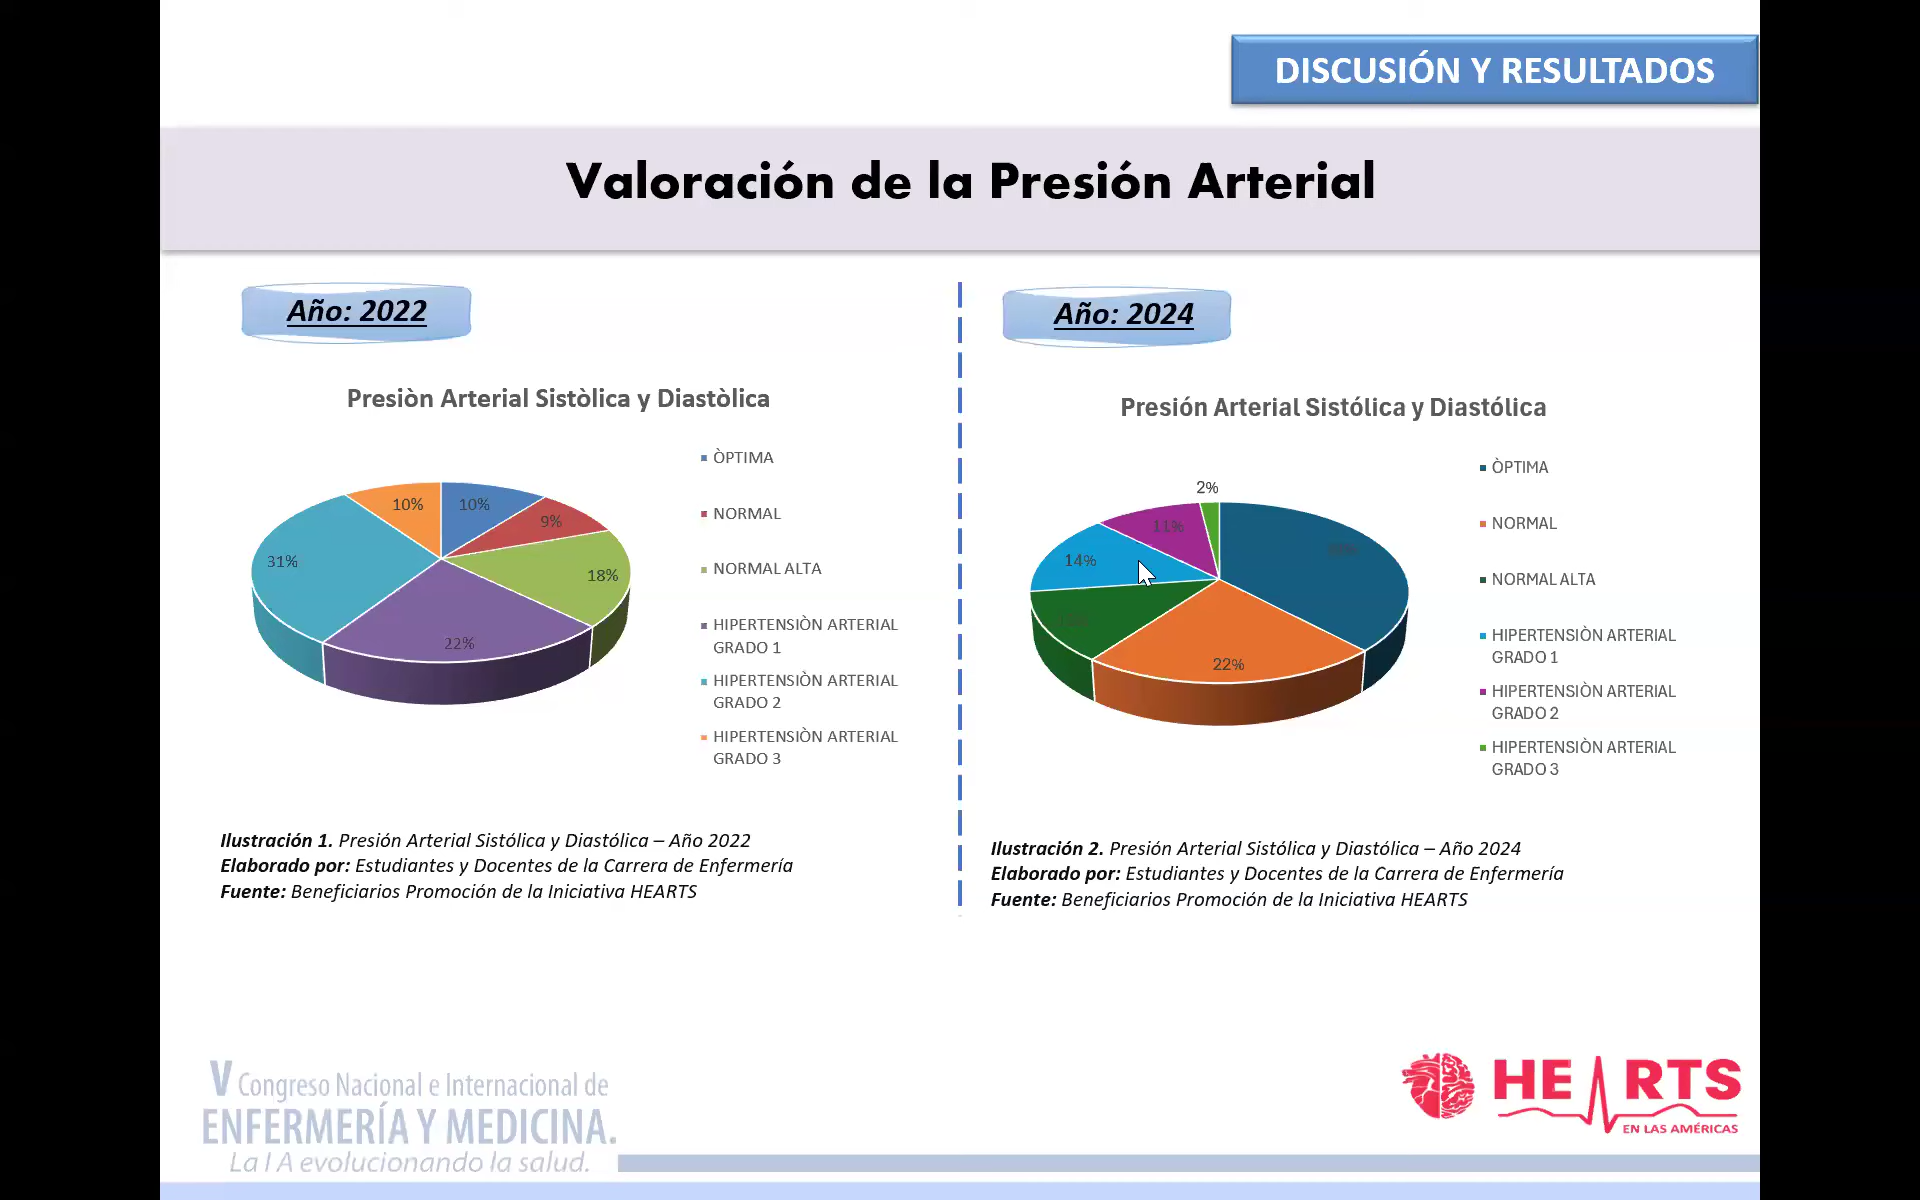 DISCUSIÓN Y RESULTADOS
Valoración de la Presión Arterial
Año: 2022
Presiòn Arterial Sistòlica y Diastòlica
10%
10%
9%
31%
18%
22%
ÒPTIMA
NORMAL
NORMAL ALTA
HIPERTENSIÒN ARTERIAL
GRADO 1
HIPERTENSIÒN ARTERIAL
GRADO 2
HIPERTENSIÒN ARTERIAL
GRADO 3
Ilustración 1. Presión Arterial Sistólica y Diastólica – Año 2022
Elaborado por: Estudiantes y Docentes de la Carrera de Enfermería
Fuente: Beneficiarios Promoción de la Iniciativa HEARTS
Año: 2024
Presión Arterial Sistólica y Diastólica
2%
11%
14%
22%
ÒPTIMA
NORMAL
NORMAL ALTA
HIPERTENSIÒN ARTERIAL
GRADO 1
HIPERTENSIÒN ARTERIAL
GRADO 2
HIPERTENSIÒN ARTERIAL
GRADO 3
Ilustración 2. Presión Arterial Sistólica y Diastólica – Año 2024
Elaborado por: Estudiantes y Docentes de la Carrera de Enfermería
Fuente: Beneficiarios Promoción de la Iniciativa HEARTS
V Congreso Nacional e Internacional de
ENFERMERÍA Y MEDICINA.
La I A evolucionando la salud.
HEARTS
EN LAS AMÉRICAS